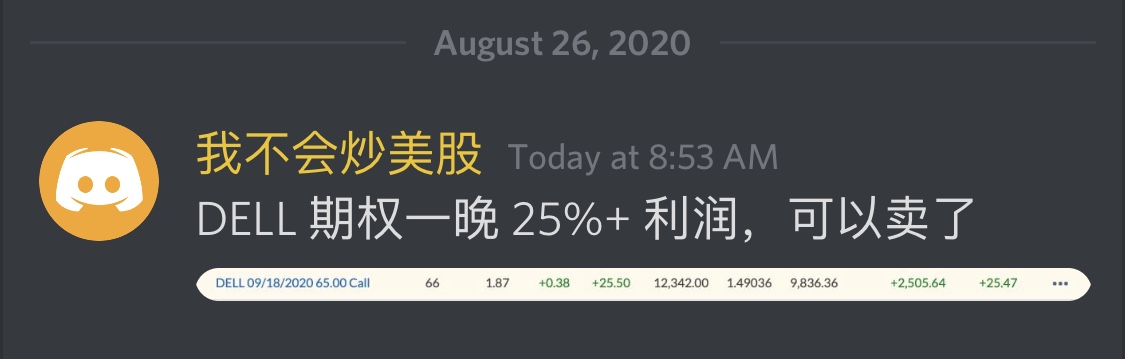 August 26, 2020
我不会炒美股 Today at 8:53 AM
DELL 期权一晚 25%+ 利润，可以卖了
DELL 09/18/2020 65.00 Call 66 1.87 +0.38 +25.50 12,342.00 1.49036 9,836.36 +2,505.64 +25.47 •••